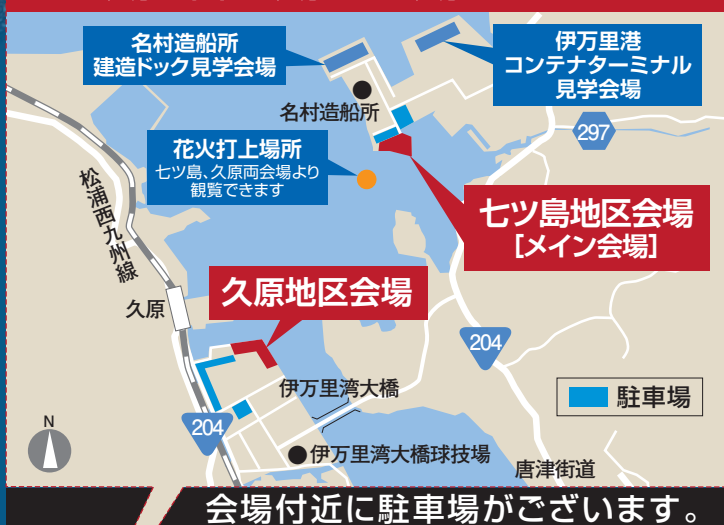 名村造船所
建造ドック見学会場
伊万里港
コンテナターミナル
見学会場
名村造船所
297
花火打上場所
七ツ島、久原両会場より
観覧できます
七ツ島地区会場
[メイン会場]
松浦西九州線
久原地区会場
久原
204
駐車場
伊万里湾大橋
204
N
伊万里湾大橋球技場
唐津街道
会場付近に駐車場がございます。